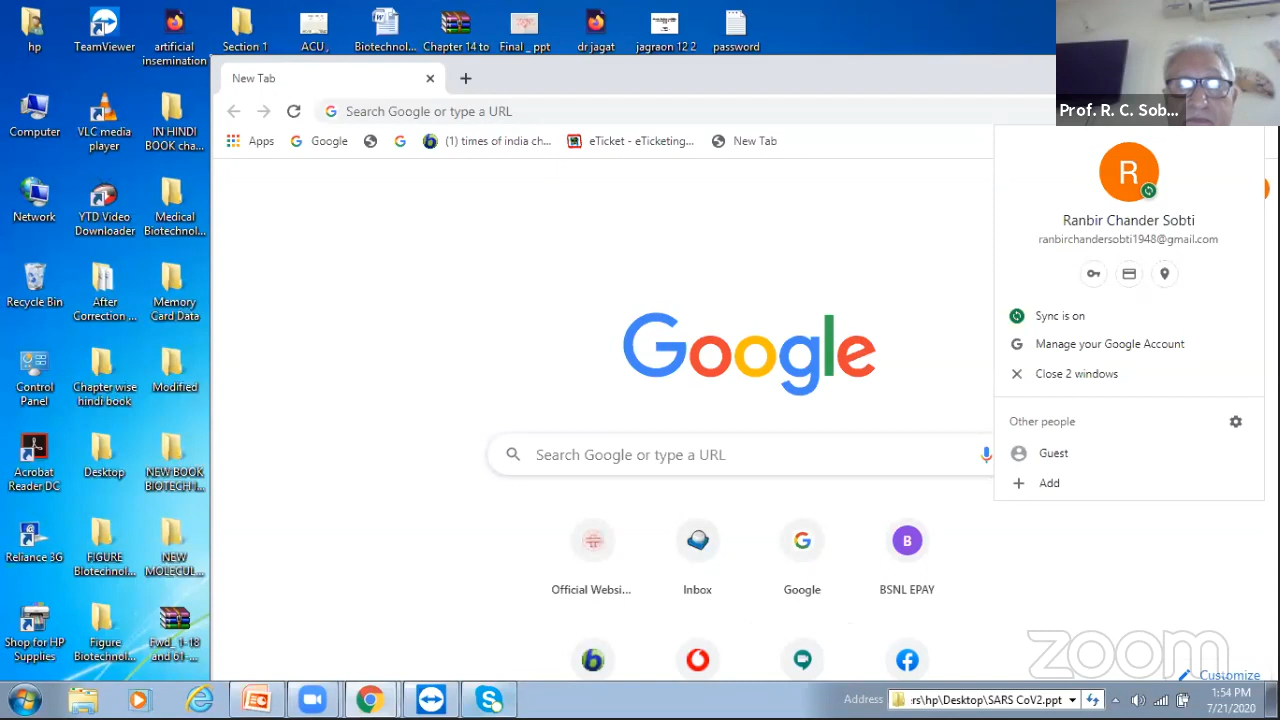 hp
TeamViewer
artificial
insemination
Section 1
ACU ,
Biotechnol...
Chapter 14 to
Final _ ppt
dr.jagat
jagraon 12 2
password
Prof. R. C. Sob...
New Tab
Search Google or type a URL
Apps
Google
(1) times of india ch...
eTicket - eTicketing...
New Tab
Computer
VLC media
player
IN HINDI
BOOK cha...
Network
YTD Video
Downloader
Medical
Biotechnol...
Recycle Bin
After
Correction ...
Memory
Card Data
Control
Panel
Chapter wise
hindi book
Modified
Acrobat
Reader DC
Desktop
NEW BOOK
BIOTECH I...
Reliance 3G
FIGURE
Biotechnol...
NEW
MOLECUL...
Shop for HP
Supplies
Figure
Biotechnol...
Fwd_ 1-18
and 61-...
R
Ranbir Chander Sobti
ranbirchandersobti1948@gmail.com
Sync is on
Manage your Google Account
Close 2 windows
Other people
Guest
Add
Google
Search Google or type a URL
Official Websi...
Inbox
Google
B
BSNL EPAY
zoom
Customize
Address
ers\hp\Desktop\SARS CoV2.ppt
1:54 PM
7/21/2020